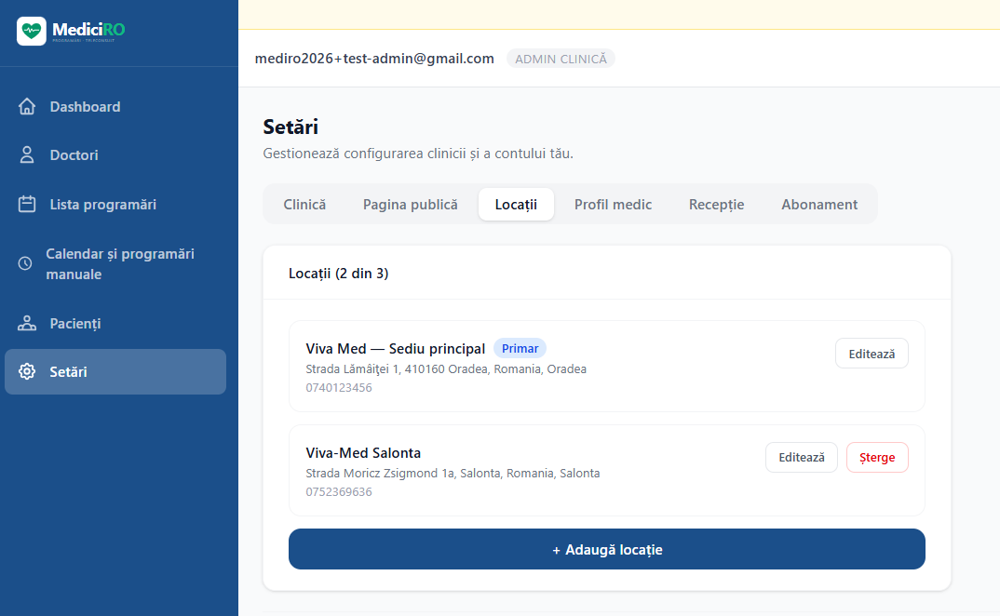 MediciRO
PROGRAMĂRI · TELECONSULT
mediro2026+test-admin@gmail.com ADMIN CLINICĂ
Dashboard
Doctori
Lista programări
Calendar și programări
manuale
Pacienți
Setări
Setări
Gestionează configurarea clinicii și a contului tău.
Clinică Pagina publică Locații Profil medic Recepție Abonament
Locații (2 din 3)
Viva Med — Sediu principal Primar
Strada Lămâiței 1, 410160 Oradea, Romania, Oradea
0740123456
Editează
Viva-Med Salonta
Strada Moricz Zsigmond 1a, Salonta, Romania, Salonta
0752369636
Editează Șterge
+ Adaugă locație